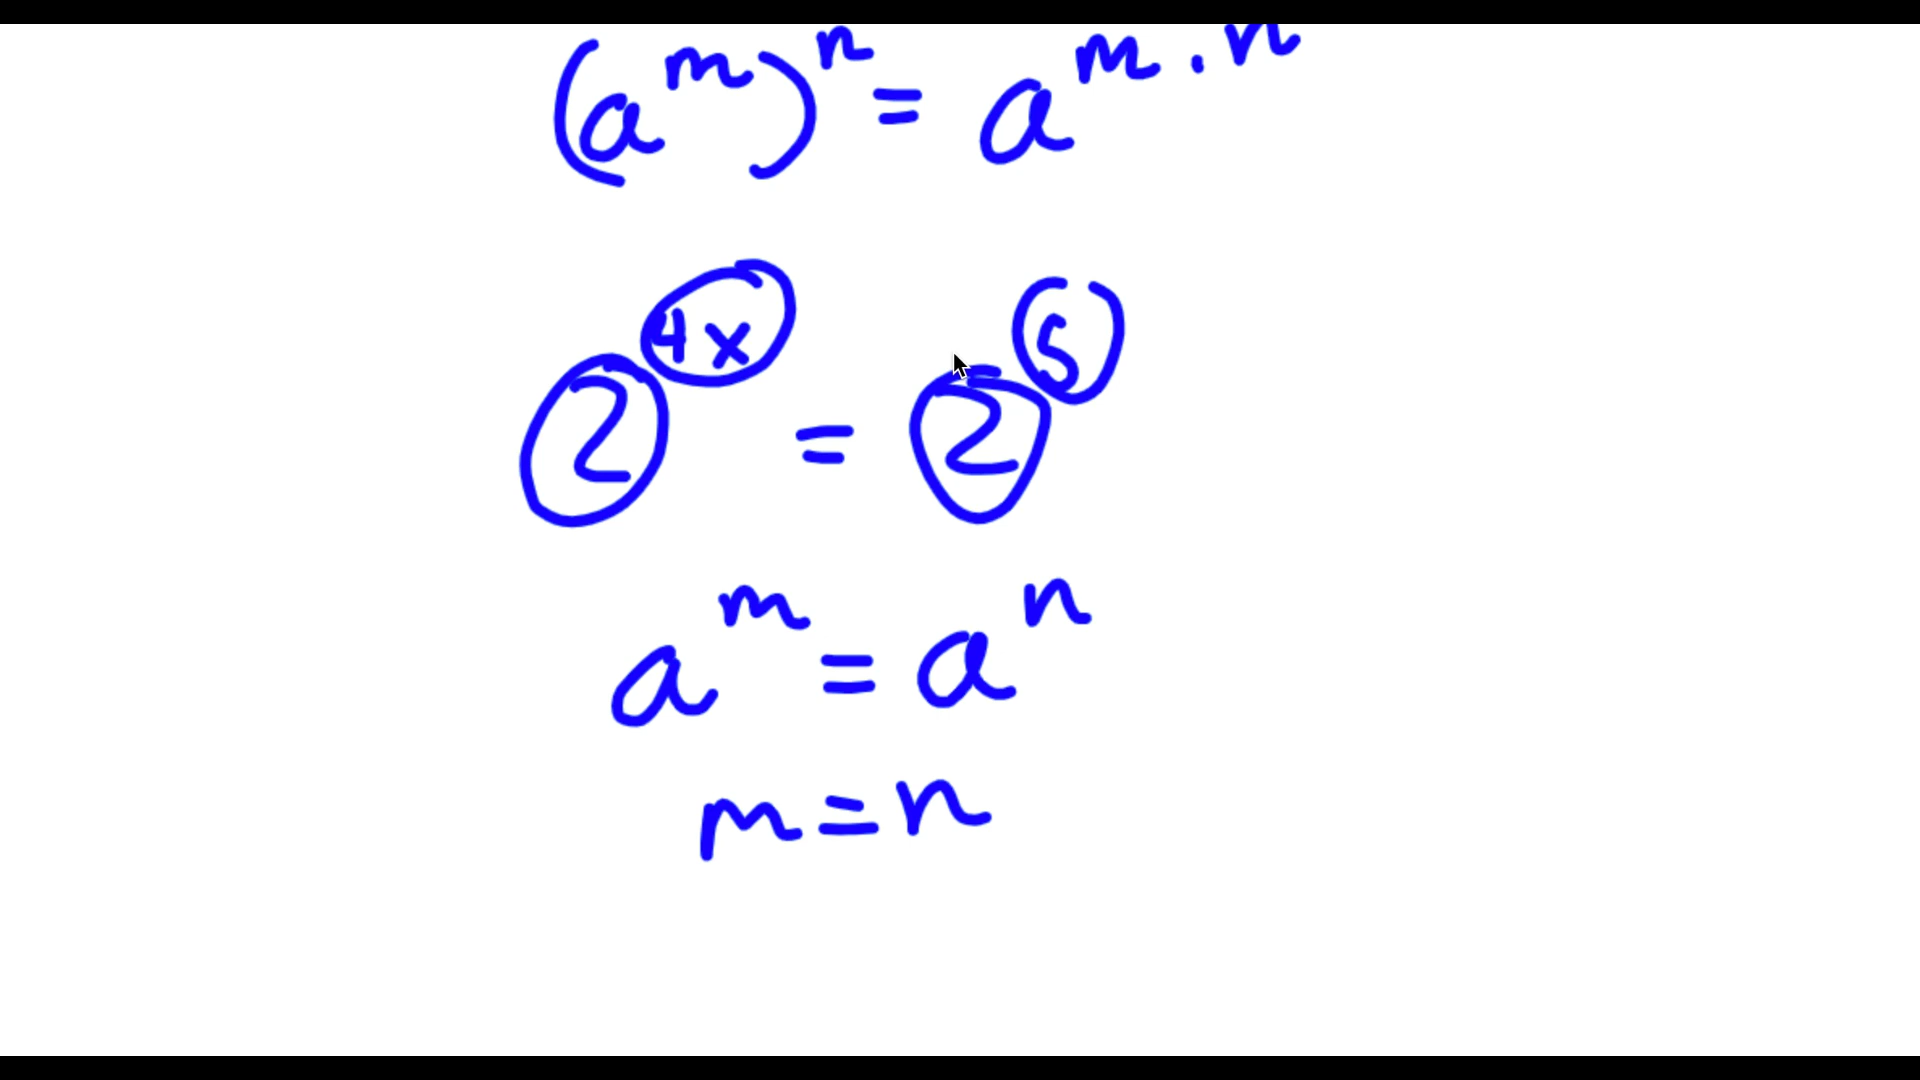 (a^m)^n = a^{m·n}
2^{4x} = 2^5
a^m = a^n
m = n